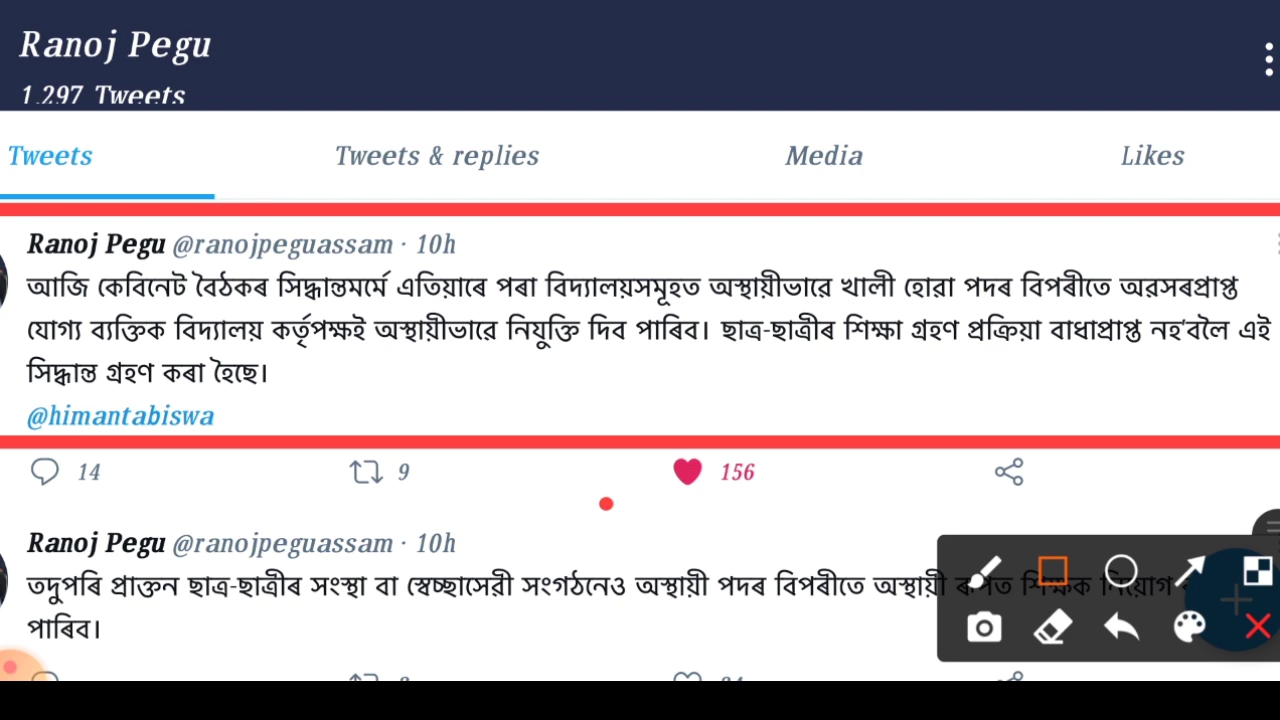 Ranoj Pegu
1,297 Tweets
Tweets Tweets & replies Media Likes
Ranoj Pegu @ranojpeguassam · 10h
আজি কেবিনেট বৈঠকৰ সিদ্ধান্তমৰ্মে এতিয়াৰে পৰা বিদ্যালয়সমূহত অস্থায়ীভাৱে খালী হোৱা পদৰ বিপৰীতে অৱসৰপ্ৰাপ্ত
যোগ্য ব্যক্তিক বিদ্যালয় কৰ্তৃপক্ষই অস্থায়ীভাৱে নিযুক্তি দিব পাৰিব। ছাত্ৰ-ছাত্ৰীৰ শিক্ষা গ্ৰহণ প্ৰক্ৰিয়া বাধাপ্ৰাপ্ত নহ'বলৈ এই
সিদ্ধান্ত গ্ৰহণ কৰা হৈছে।
@himantabiswa
14 9 156
Ranoj Pegu @ranojpeguassam · 10h
তদুপৰি প্ৰাক্তন ছাত্ৰ-ছাত্ৰীৰ সংস্থা বা স্বেচ্ছাসেৱী সংগঠনেও অস্থায়ী পদৰ বিপৰীতে অস্থায়ী ৰূপত শিক্ষক নিয়োগ
পাৰিব।